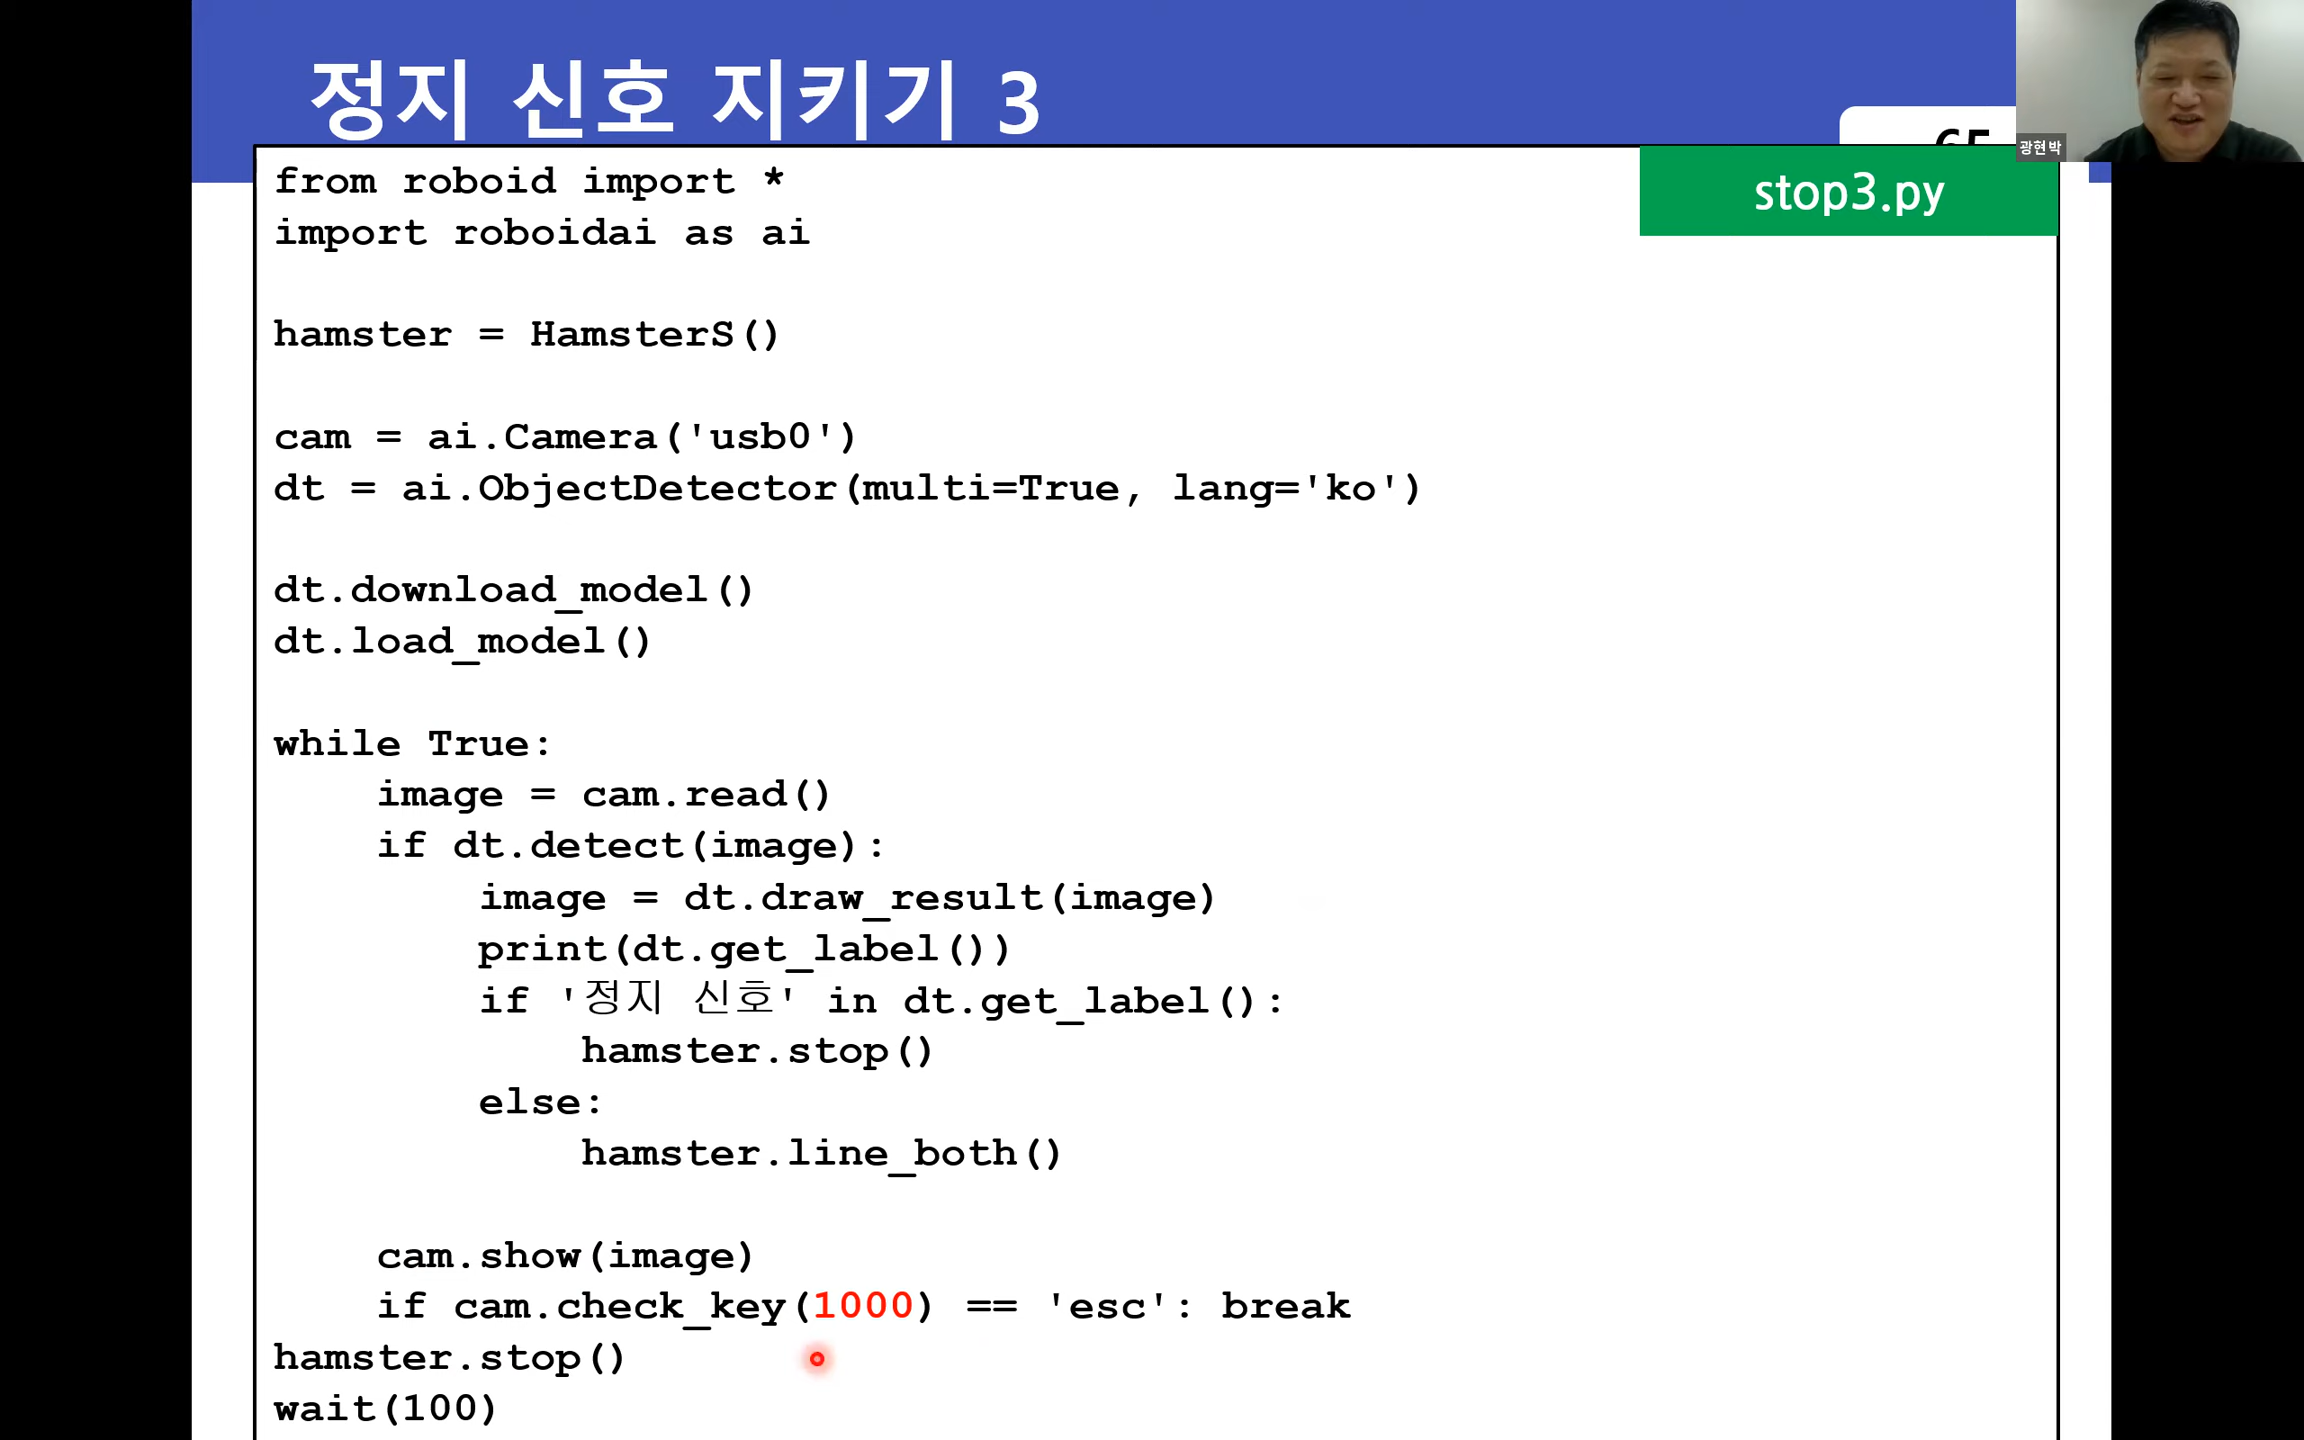 정지 신호 지키기 3
65
광현박
stop3.py
from roboid import *
import roboidai as ai
hamster = HamsterS()
cam = ai.Camera('usb0')
dt = ai.ObjectDetector(multi=True, lang='ko')
dt.download_model()
dt.load_model()
while True:
    image = cam.read()
    if dt.detect(image):
        image = dt.draw_result(image)
        print(dt.get_label())
        if '정지 신호' in dt.get_label():
            hamster.stop()
        else:
            hamster.line_both()
    cam.show(image)
    if cam.check_key(1000) == 'esc': break
hamster.stop()
wait(100)